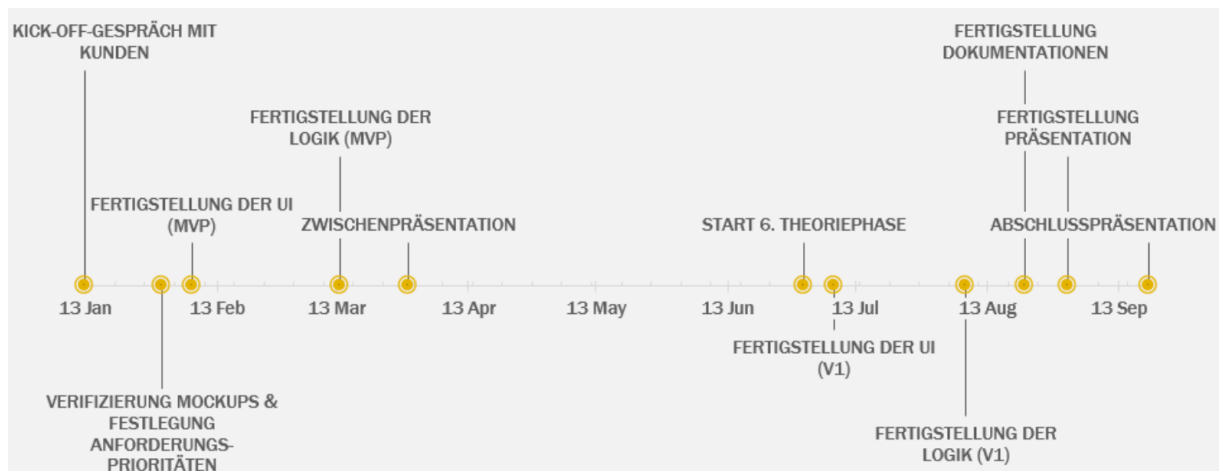 KICK-OFF-GESPRÄCH MIT
KUNDEN
FERTIGSTELLUNG
DOKUMENTATIONEN
FERTIGSTELLUNG DER
LOGIK (MVP)
FERTIGSTELLUNG
PRÄSENTATION
FERTIGSTELLUNG DER UI
(MVP)
ZWISCHENPRÄSENTATION
START 6. THEORIEPHASE
ABSCHLUSSPRÄSENTATION
13 Jan
13 Feb
13 Mar
13 Apr
13 May
13 Jun
13 Jul
13 Aug
13 Sep
FERTIGSTELLUNG DER UI
(V1)
VERIFIZIERUNG MOCKUPS &
FESTLEGUNG
ANFORDERUNGS-
PRIORITÄTEN
FERTIGSTELLUNG DER
LOGIK (V1)